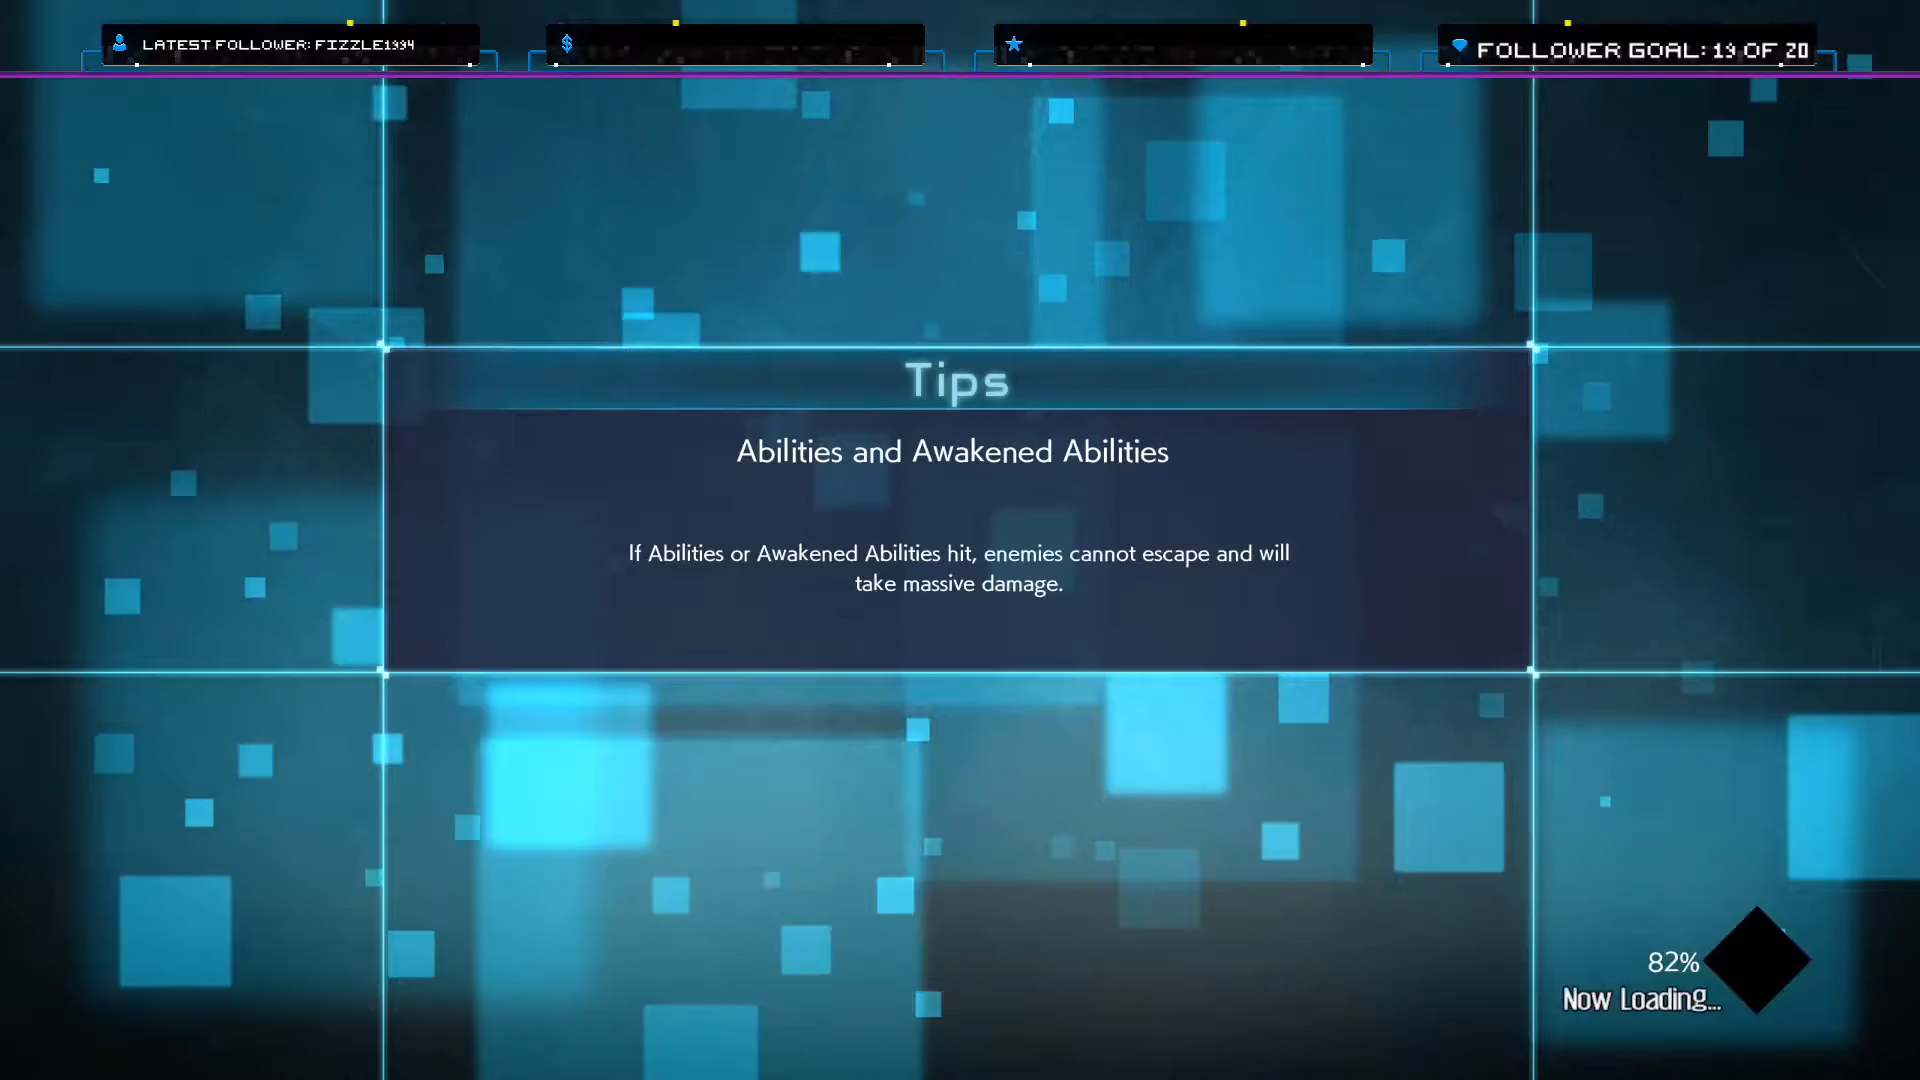 LATEST FOLLOWER: FIZZLE1994
FOLLOWER GOAL: 19 OF 20
Tips
Abilities and Awakened Abilities
If Abilities or Awakened Abilities hit, enemies cannot escape and will
take massive damage.
82%
Now Loading...